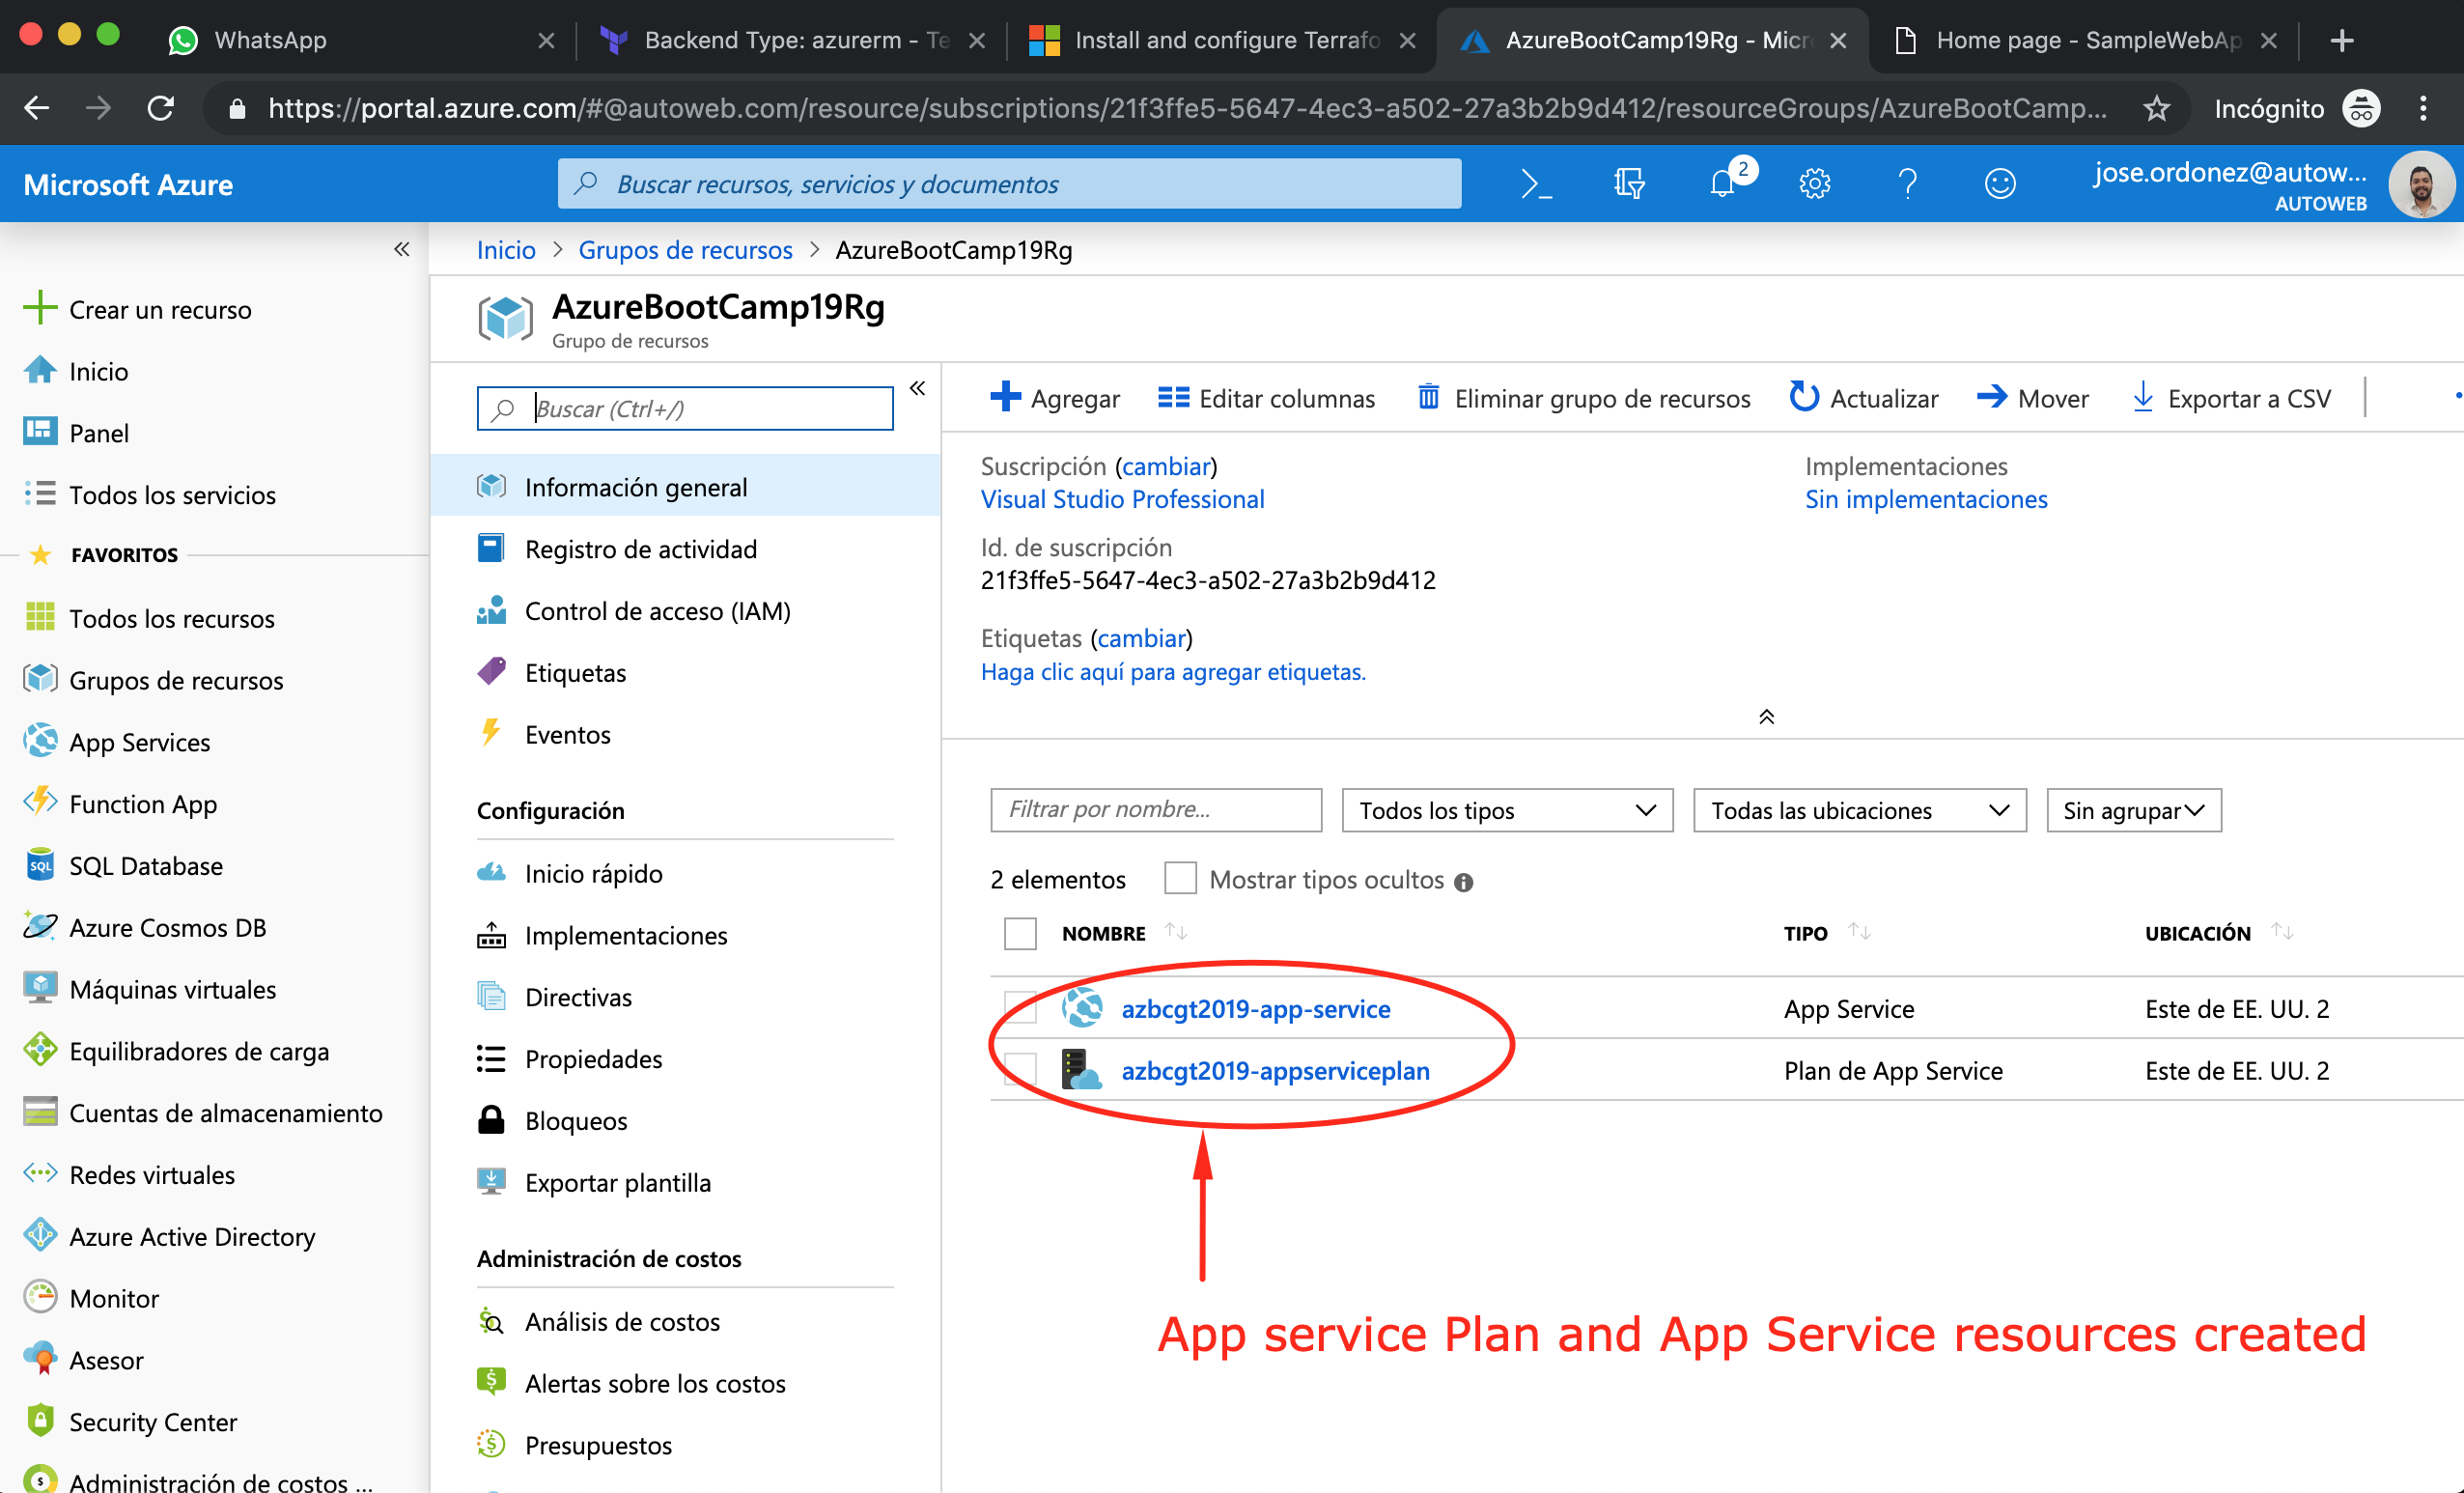 WhatsApp
Backend Type: azurerm - Te
Install and configure Terrafo
AzureBootCamp19Rg - Micr
Home page - SampleWebAp
https://portal.azure.com/#@autoweb.com/resource/subscriptions/21f3ffe5-5647-4ec3-a502-27a3b2b9d412/resourceGroups/AzureBootCamp...
Incógnito
Microsoft Azure
Buscar recursos, servicios y documentos
2
jose.ordonez@autow...
AUTOWEB
Crear un recurso
Inicio
Panel
Todos los servicios
FAVORITOS
Todos los recursos
Grupos de recursos
App Services
Function App
SQL
SQL Database
Azure Cosmos DB
Máquinas virtuales
Equilibradores de carga
Cuentas de almacenamiento
Redes virtuales
Azure Active Directory
Monitor
Asesor
Security Center
Administración de costos ...
Inicio > Grupos de recursos > AzureBootCamp19Rg
AzureBootCamp19Rg
Grupo de recursos
Buscar (Ctrl+/)
Información general
Registro de actividad
Control de acceso (IAM)
Etiquetas
Eventos
Configuración
Inicio rápido
Implementaciones
Directivas
Propiedades
Bloqueos
Exportar plantilla
Administración de costos
Análisis de costos
Alertas sobre los costos
Presupuestos
Agregar
Editar columnas
Eliminar grupo de recursos
Actualizar
Mover
Exportar a CSV
Suscripción (cambiar)
Visual Studio Professional
Id. de suscripción
21f3ffe5-5647-4ec3-a502-27a3b2b9d412
Etiquetas (cambiar)
Haga clic aquí para agregar etiquetas.
Implementaciones
Sin implementaciones
Filtrar por nombre...
Todos los tipos
Todas las ubicaciones
Sin agrupar
2 elementos
Mostrar tipos ocultos
NOMBRE TIPO UBICACIÓN
azbcgt2019-app-service App Service Este de EE. UU. 2
azbcgt2019-appserviceplan Plan de App Service Este de EE. UU. 2
App service Plan and App Service resources created